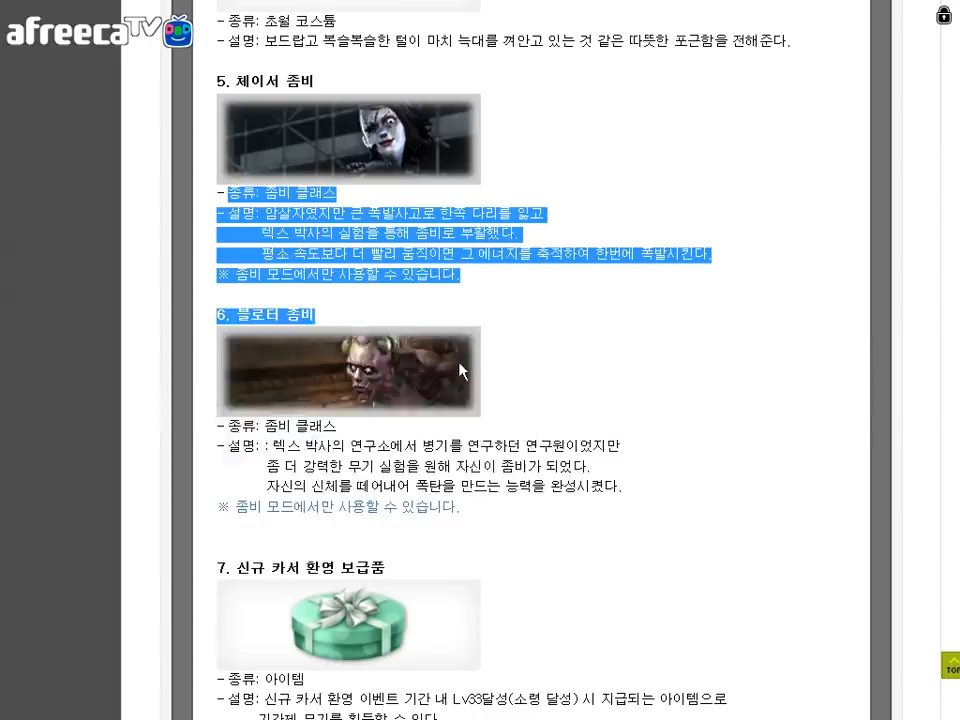 afreecaTV
- 종류: 초월 코스튬
- 설명: 보드랍고 복슬복슬한 털이 마치 늑대를 껴안고 있는 것 같은 따뜻한 포근함을 전해준다.
5. 체이서 좀비
- 종류: 좀비 클래스
- 설명: 암살자였지만 큰 폭발사고로 한쪽 다리를 잃고
렉스 박사의 실험을 통해 좀비로 부활했다.
평소 속도보다 더 빨리 움직이면 그 에너지를 축적하여 한번에 폭발시킨다.
※ 좀비 모드에서만 사용할 수 있습니다.
6. 블로터 좀비
- 종류: 좀비 클래스
- 설명: : 렉스 박사의 연구소에서 병기를 연구하던 연구원이었지만
좀 더 강력한 무기 실험을 원해 자신이 좀비가 되었다.
자신의 신체를 떼어내어 폭탄을 만드는 능력을 완성시켰다.
※ 좀비 모드에서만 사용할 수 있습니다.
7. 신규 카서 환영 보급품
- 종류: 아이템
- 설명: 신규 카서 환영 이벤트 기간 내 Lv33달성(소령 달성) 시 지급되는 아이템으로
기간제 무기를 획득할 수 있다.
TOP